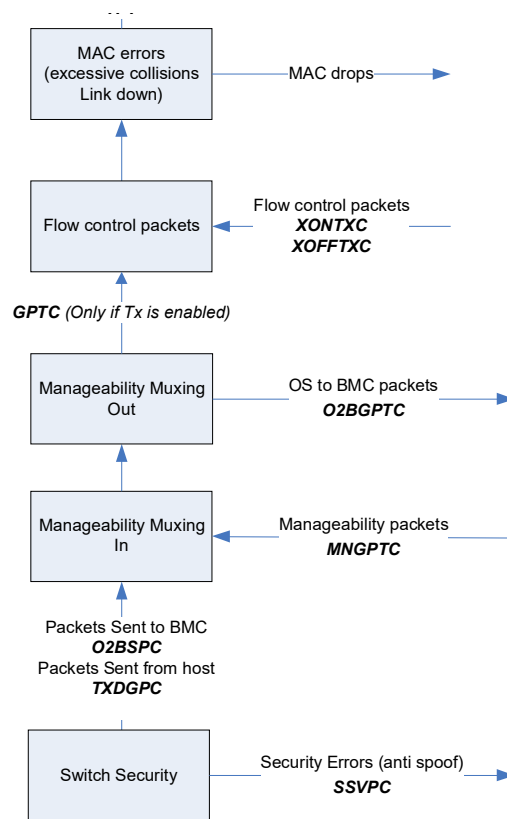 MAC errors
(excessive collisions
Link down)
MAC drops
Flow control packets
Flow control packets
XONTXC
XOFFTXC
GPTC (Only if Tx is enabled)
Manageability Muxing
Out
OS to BMC packets
O2BGPTC
Manageability Muxing
In
Manageability packets
MNGPTC
Packets Sent to BMC
O2BSPC
Packets Sent from host
TXDGPC
Switch Security
Security Errors (anti spoof)
SSVPC